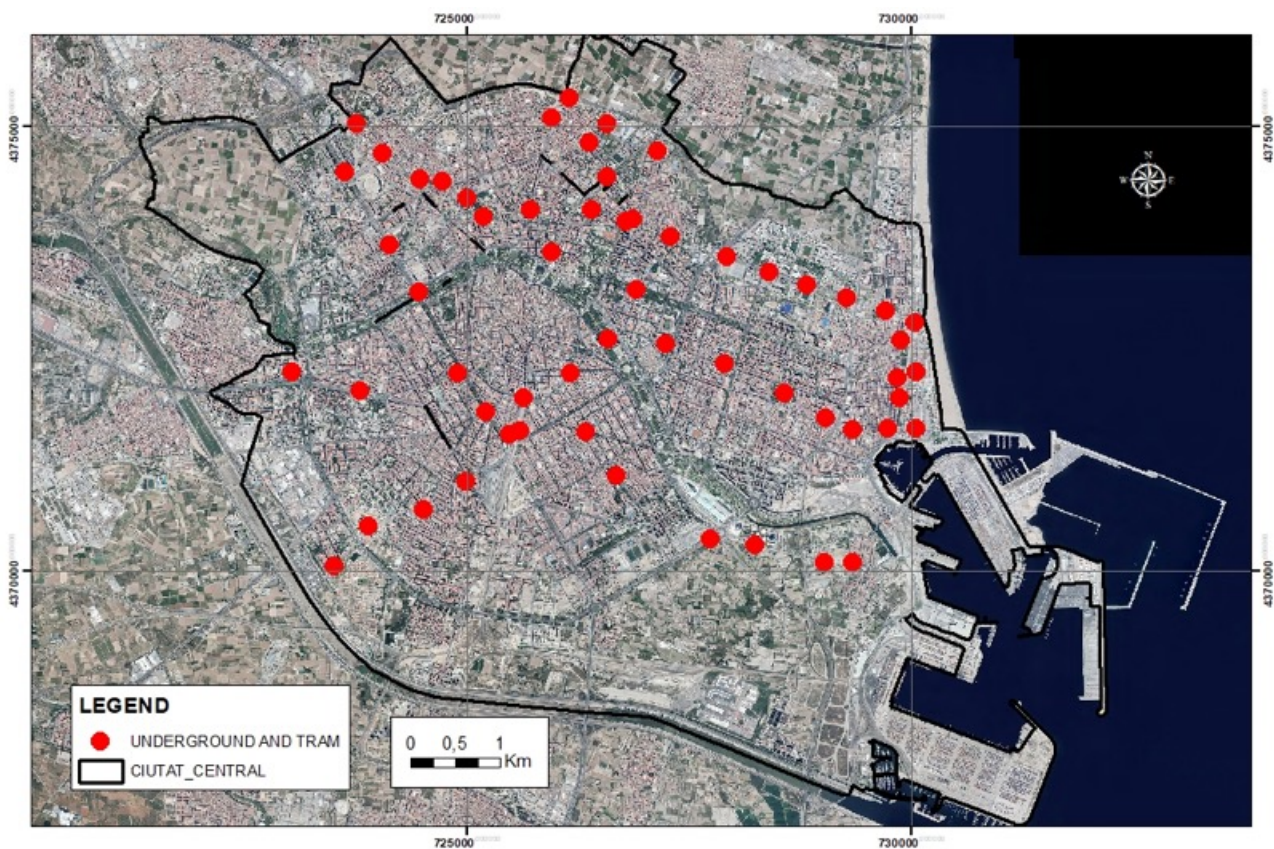 725000
730000
4375000
4375000
N
W
E
S
4370000
4370000
LEGEND
UNDERGROUND AND TRAM
CIUTAT_CENTRAL
0 0,5 1
Km
725000
730000